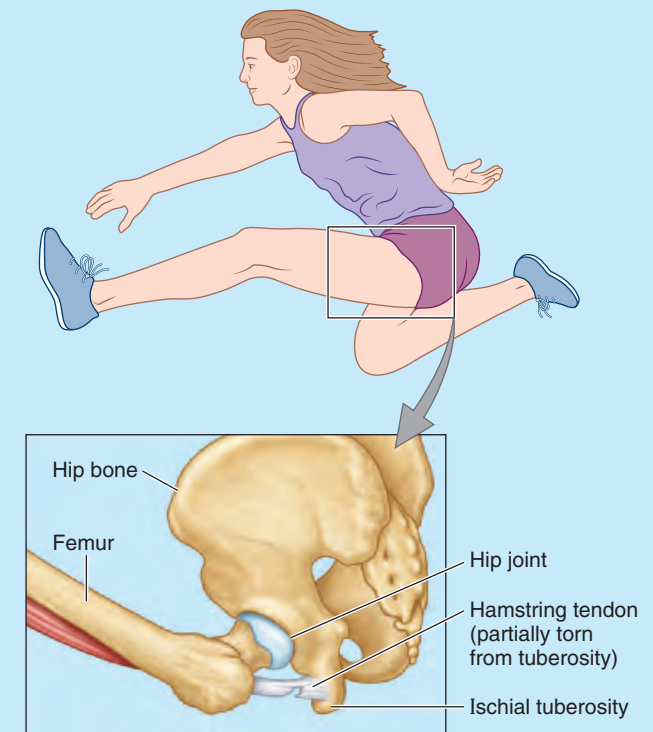 Hip bone
Femur
Hip joint
Hamstring tendon
(partially torn
from tuberosity)
Ischial tuberosity